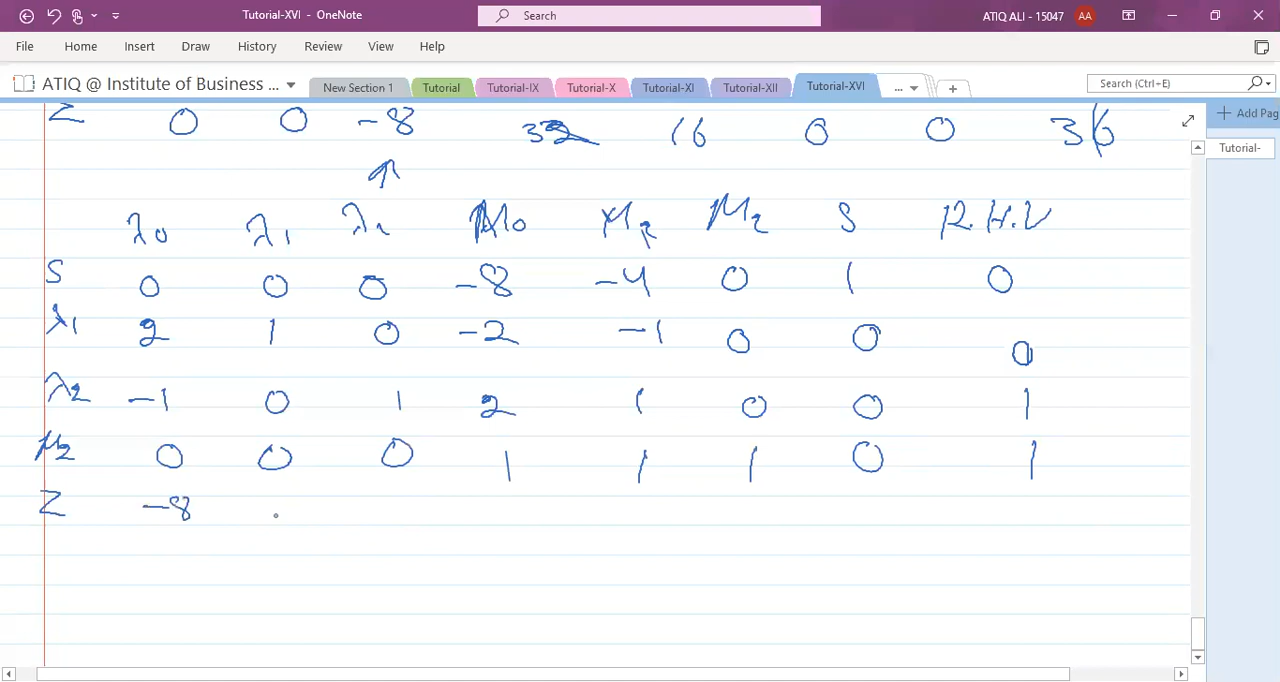 Tutorial-XVI - OneNote
Search
ATIQ ALI - 15047 AA
File Home Insert Draw History Review View Help
ATIQ @ Institute of Business ...
New Section 1 Tutorial Tutorial-IX Tutorial-X Tutorial-XI Tutorial-XII Tutorial-XVI ...
Search (Ctrl+E)
Add Pag
Tutorial-
Z 0 0 -8 32 16 0 0 36
λ0 λ1 λ2 M0 M2 S R.H.V
S 0 0 0 -8 -4 0 1 0
λ1 2 1 0 -2 -1 0 0 0
λ2 -1 0 1 2 1 0 0 1
M2 0 0 0 1 1 1 0 1
Z -8